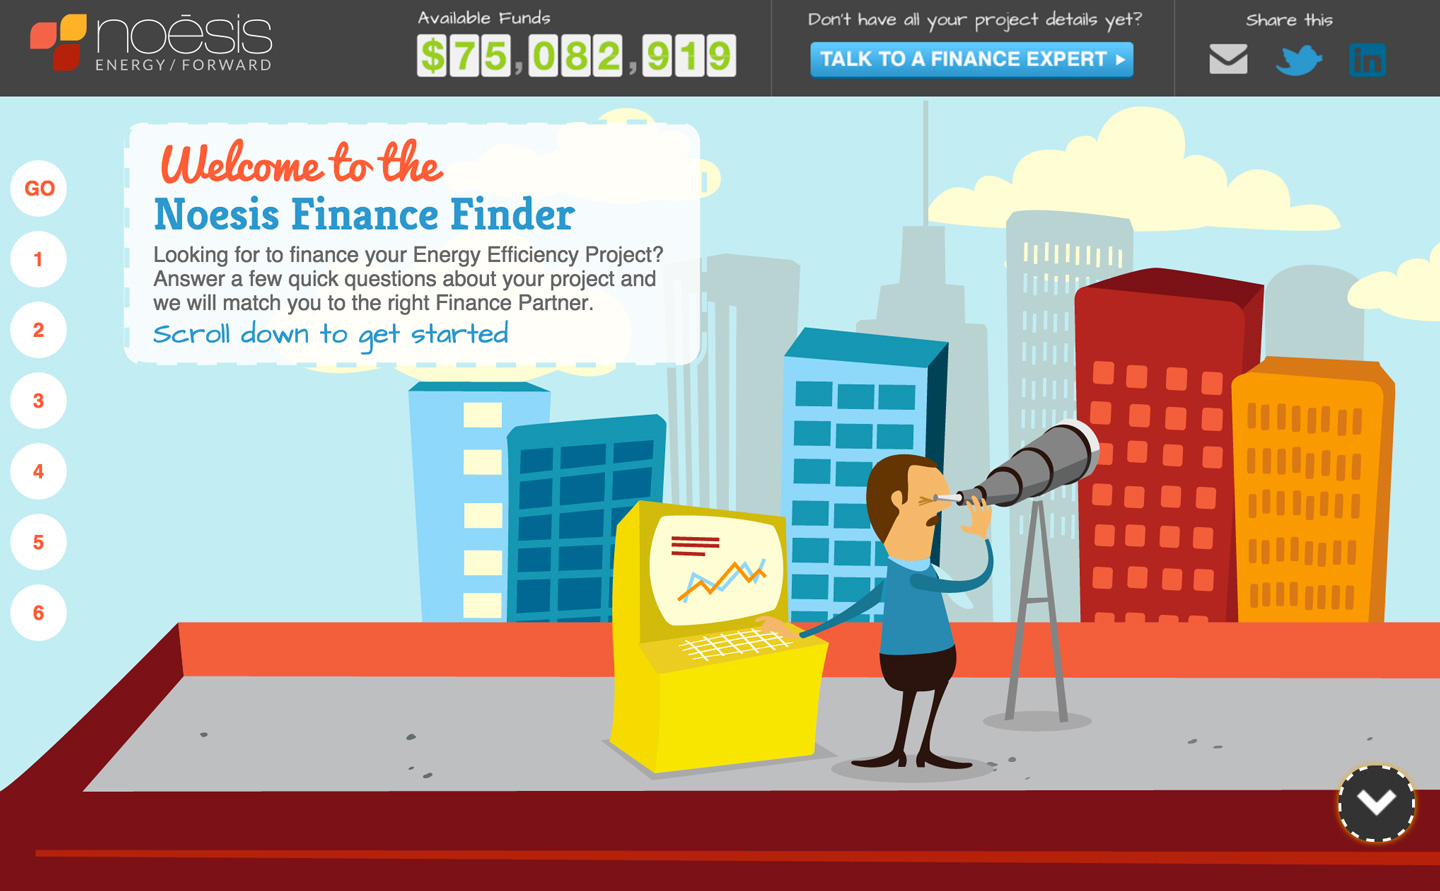 noēsis
ENERGY / FORWARD
Available Funds
$75,082,919
Don't have all your project details yet?
TALK TO A FINANCE EXPERT
Share this
in
Welcome to the
Noesis Finance Finder
Looking for to finance your Energy Efficiency Project?
Answer a few quick questions about your project and
we will match you to the right Finance Partner.
Scroll down to get started
GO
1
2
3
4
5
6